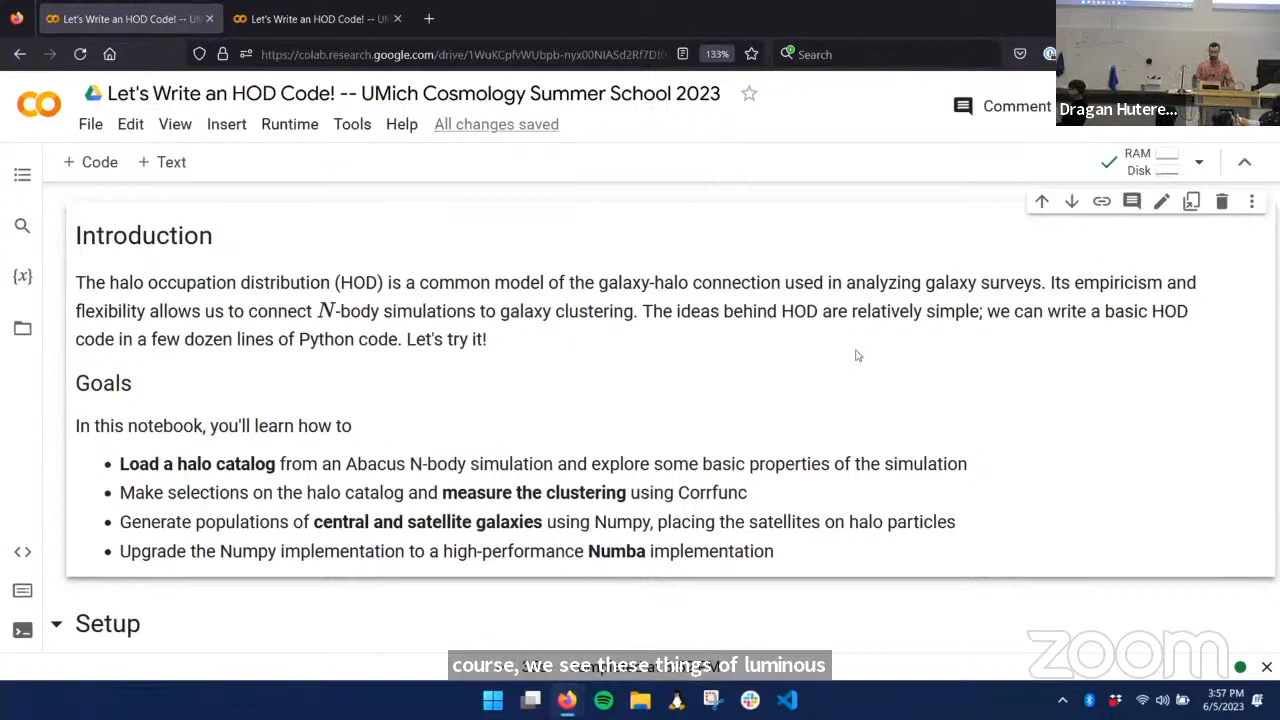 Let's Write an HOD Code! -- UM
Let's Write an HOD Code! -- UM
133%
Search
Let's Write an HOD Code! -- UMich Cosmology Summer School 2023
File Edit View Insert Runtime Tools Help All changes saved
Comment
Dragan Hutere...
+ Code + Text
RAM
Disk
{x}
Introduction
The halo occupation distribution (HOD) is a common model of the galaxy-halo connection used in analyzing galaxy surveys. Its empiricism and
flexibility allows us to connect N-body simulations to galaxy clustering. The ideas behind HOD are relatively simple; we can write a basic HOD
code in a few dozen lines of Python code. Let's try it!
Goals
In this notebook, you'll learn how to
• Load a halo catalog from an Abacus N-body simulation and explore some basic properties of the simulation
• Make selections on the halo catalog and measure the clustering using Corrfunc
• Generate populations of central and satellite galaxies using Numpy, placing the satellites on halo particles
• Upgrade the Numpy implementation to a high-performance Numba implementation
Setup
zoom
course, we see these things of luminous
3:57 PM
6/5/2023